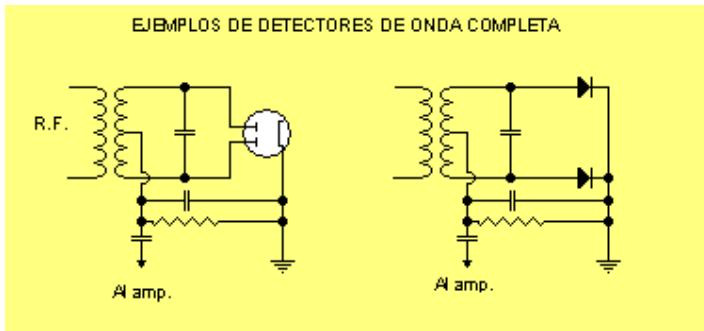 EJEMPLOS DE DETECTORES DE ONDA COMPLETA
R.F.
Al amp.
Al amp.